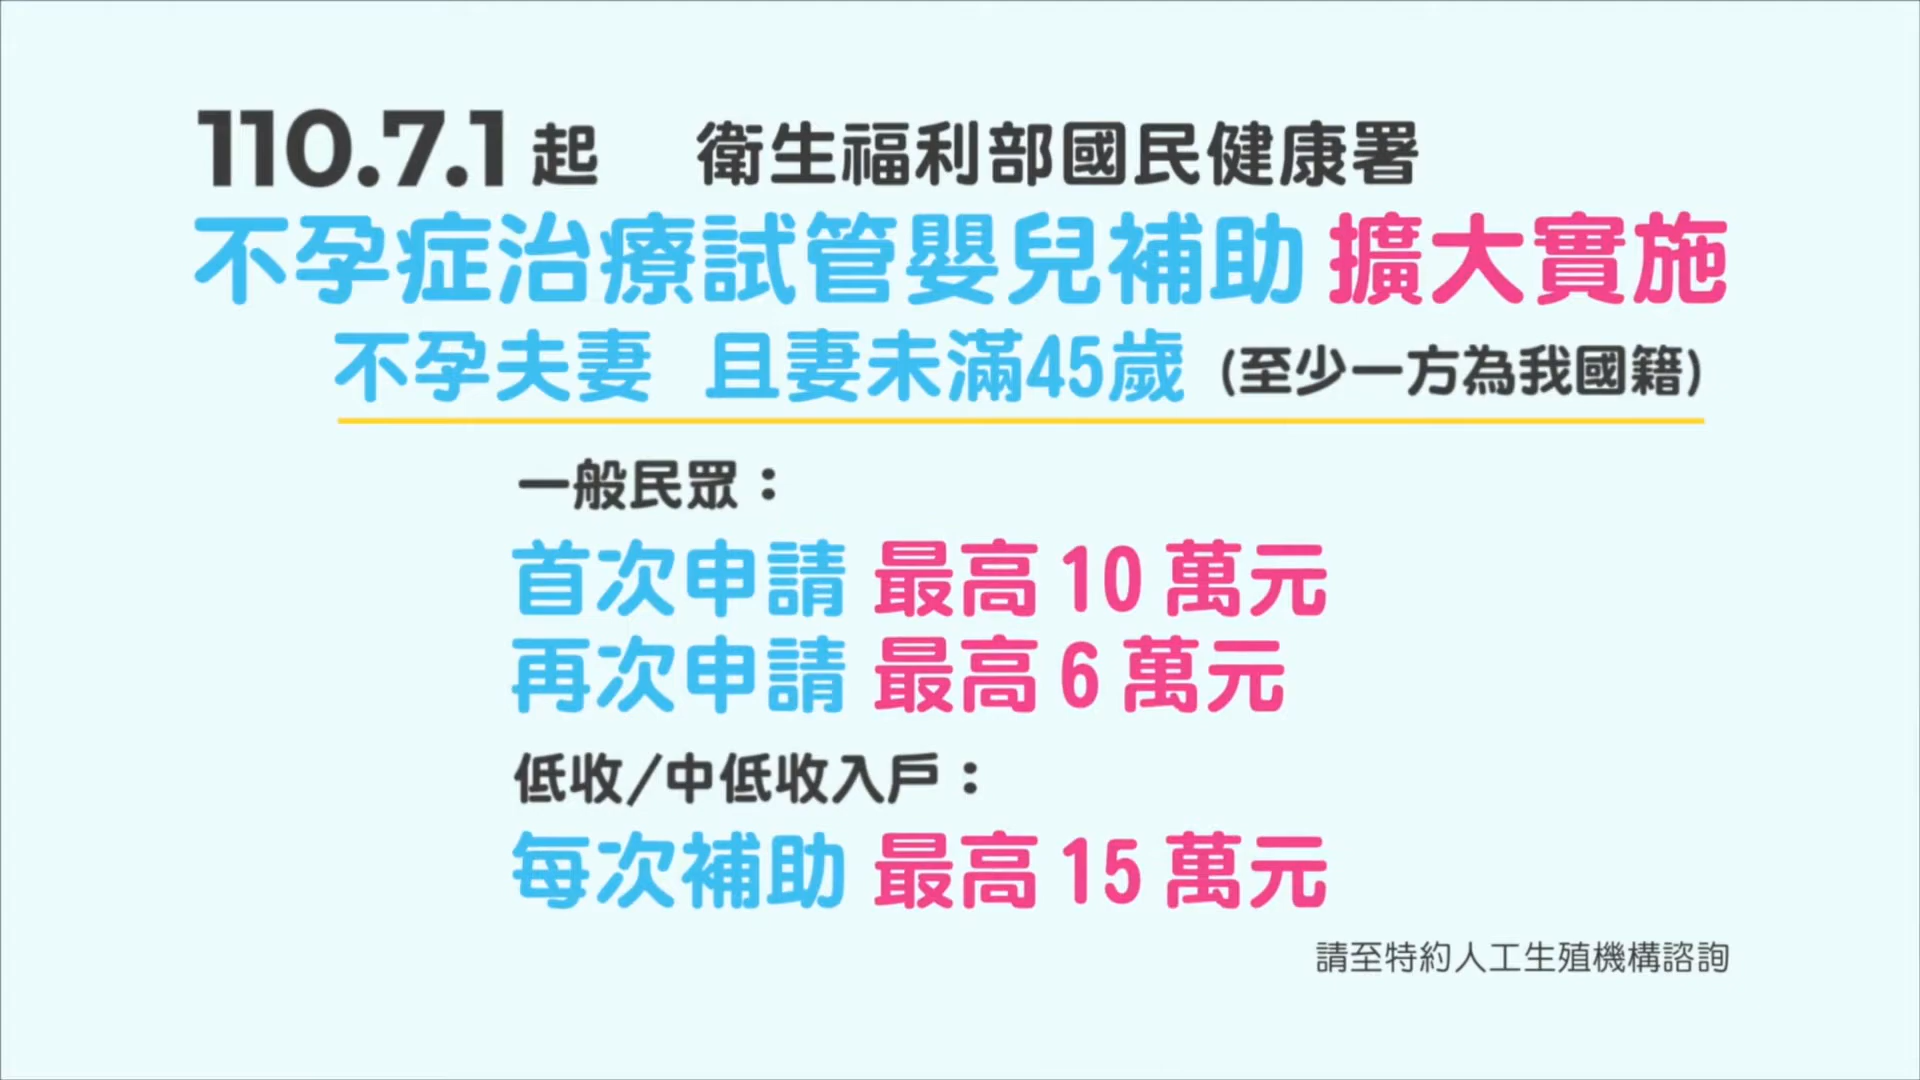 110.7.1起 衛生福利部國民健康署
不孕症治療試管嬰兒補助 擴大實施
不孕夫妻 且妻未滿45歲 (至少一方為我國籍)
一般民眾：
首次申請 最高10萬元
再次申請 最高6萬元
低收/中低收入戶：
每次補助 最高15萬元
請至特約人工生殖機構諮詢